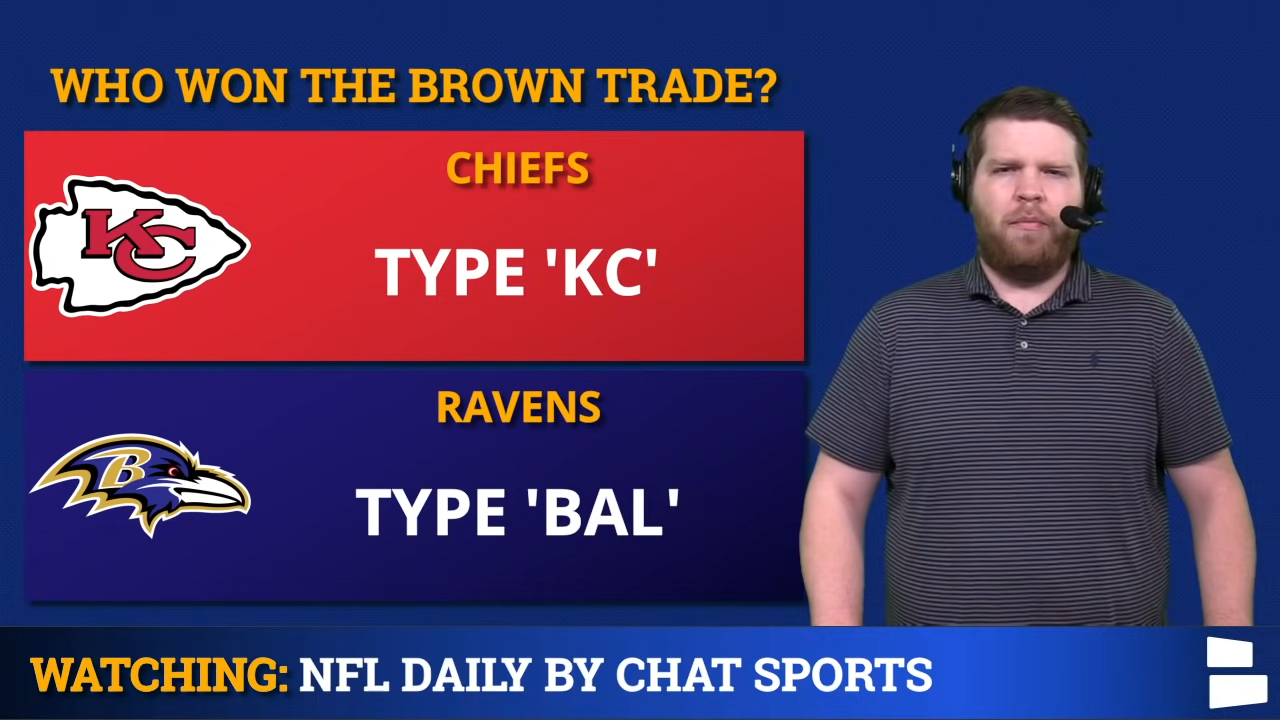 WHO WON THE BROWN TRADE?
CHIEFS
KC
TYPE 'KC'
RAVENS
B
TYPE 'BAL'
WATCHING: NFL DAILY BY CHAT SPORTS